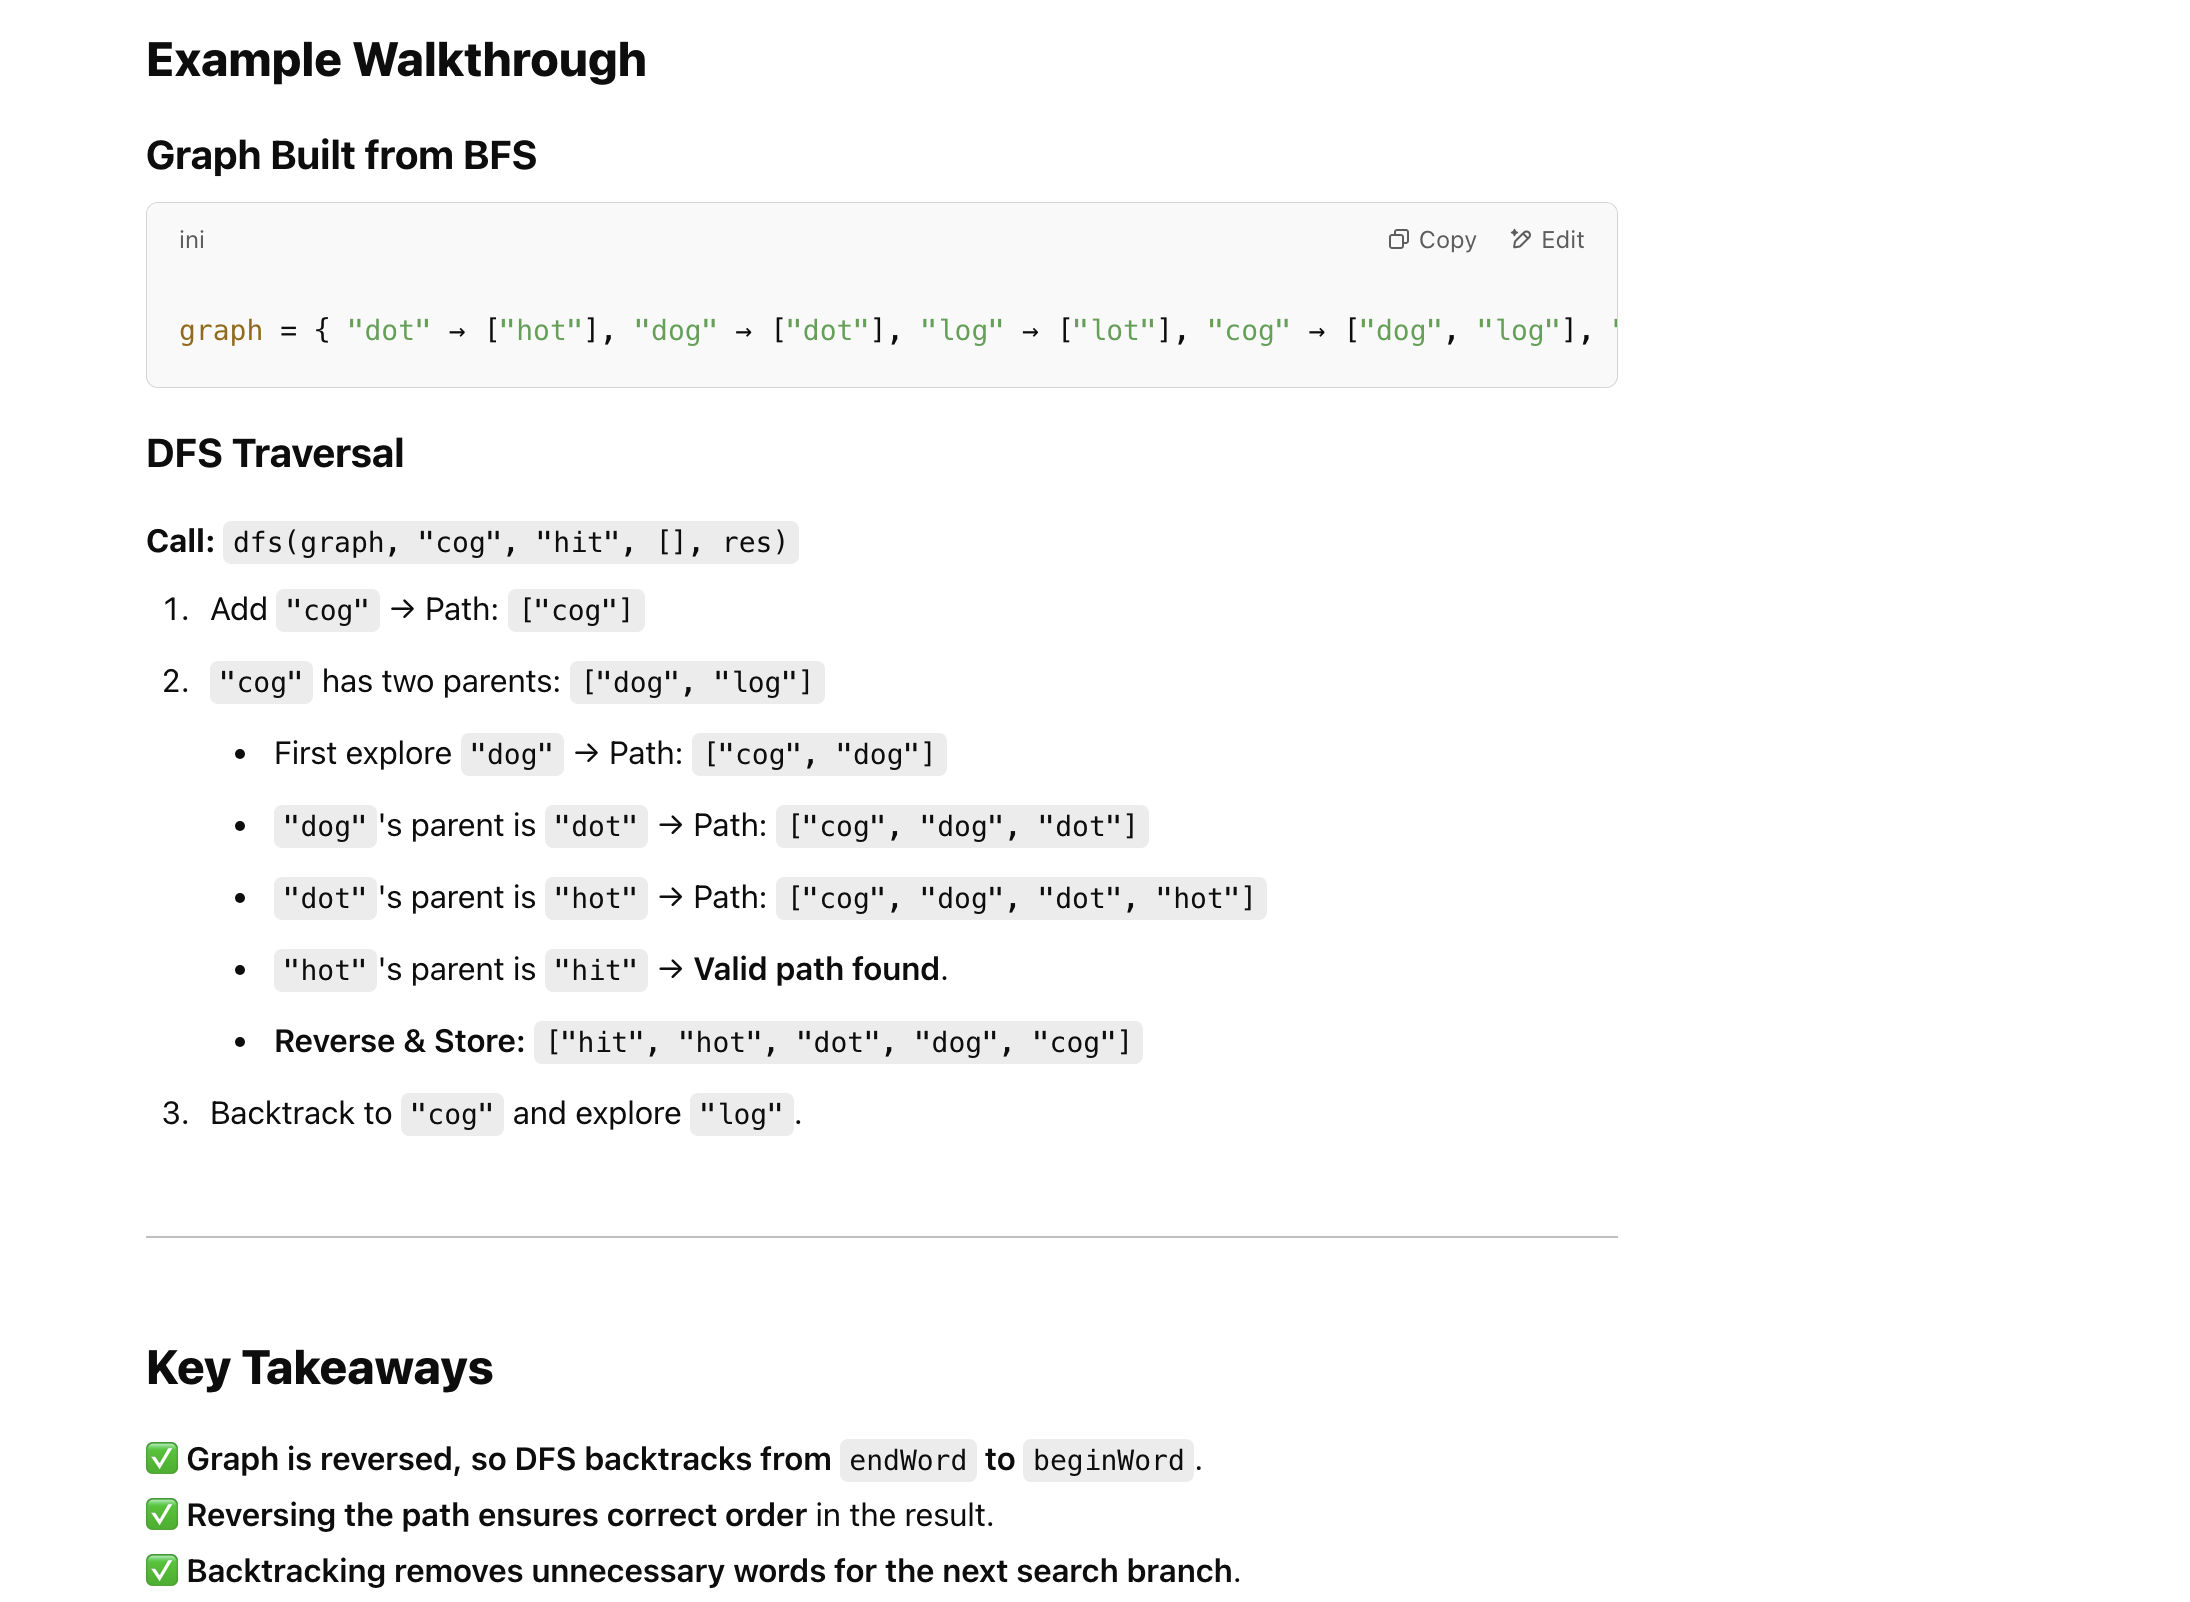 Example Walkthrough
Graph Built from BFS
ini
Copy Edit
graph = { "dot" → ["hot"], "dog" → ["dot"], "log" → ["lot"], "cog" → ["dog", "log"], "
DFS Traversal
Call: dfs(graph, "cog", "hit", [], res)
1. Add "cog" → Path: ["cog"]
2. "cog" has two parents: ["dog", "log"]
• First explore "dog" → Path: ["cog", "dog"]
• "dog"'s parent is "dot" → Path: ["cog", "dog", "dot"]
• "dot"'s parent is "hot" → Path: ["cog", "dog", "dot", "hot"]
• "hot"'s parent is "hit" → Valid path found.
• Reverse & Store: ["hit", "hot", "dot", "dog", "cog"]
3. Backtrack to "cog" and explore "log".
Key Takeaways
✅ Graph is reversed, so DFS backtracks from endWord to beginWord.
✅ Reversing the path ensures correct order in the result.
✅ Backtracking removes unnecessary words for the next search branch.